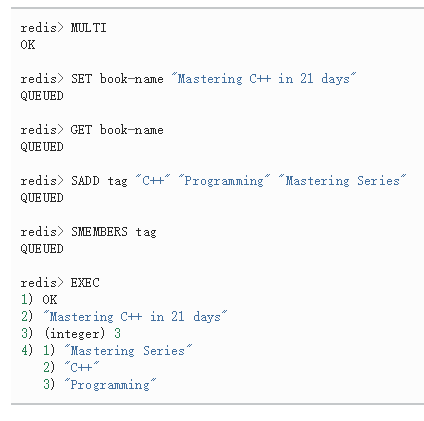 redis> MULTI
OK
redis> SET book-name "Mastering C++ in 21 days"
QUEUED
redis> GET book-name
QUEUED
redis> SADD tag "C++" "Programming" "Mastering Series"
QUEUED
redis> SMEMBERS tag
QUEUED
redis> EXEC
1) OK
2) "Mastering C++ in 21 days"
3) (integer) 3
4) 1) "Mastering Series"
   2) "C++"
   3) "Programming"